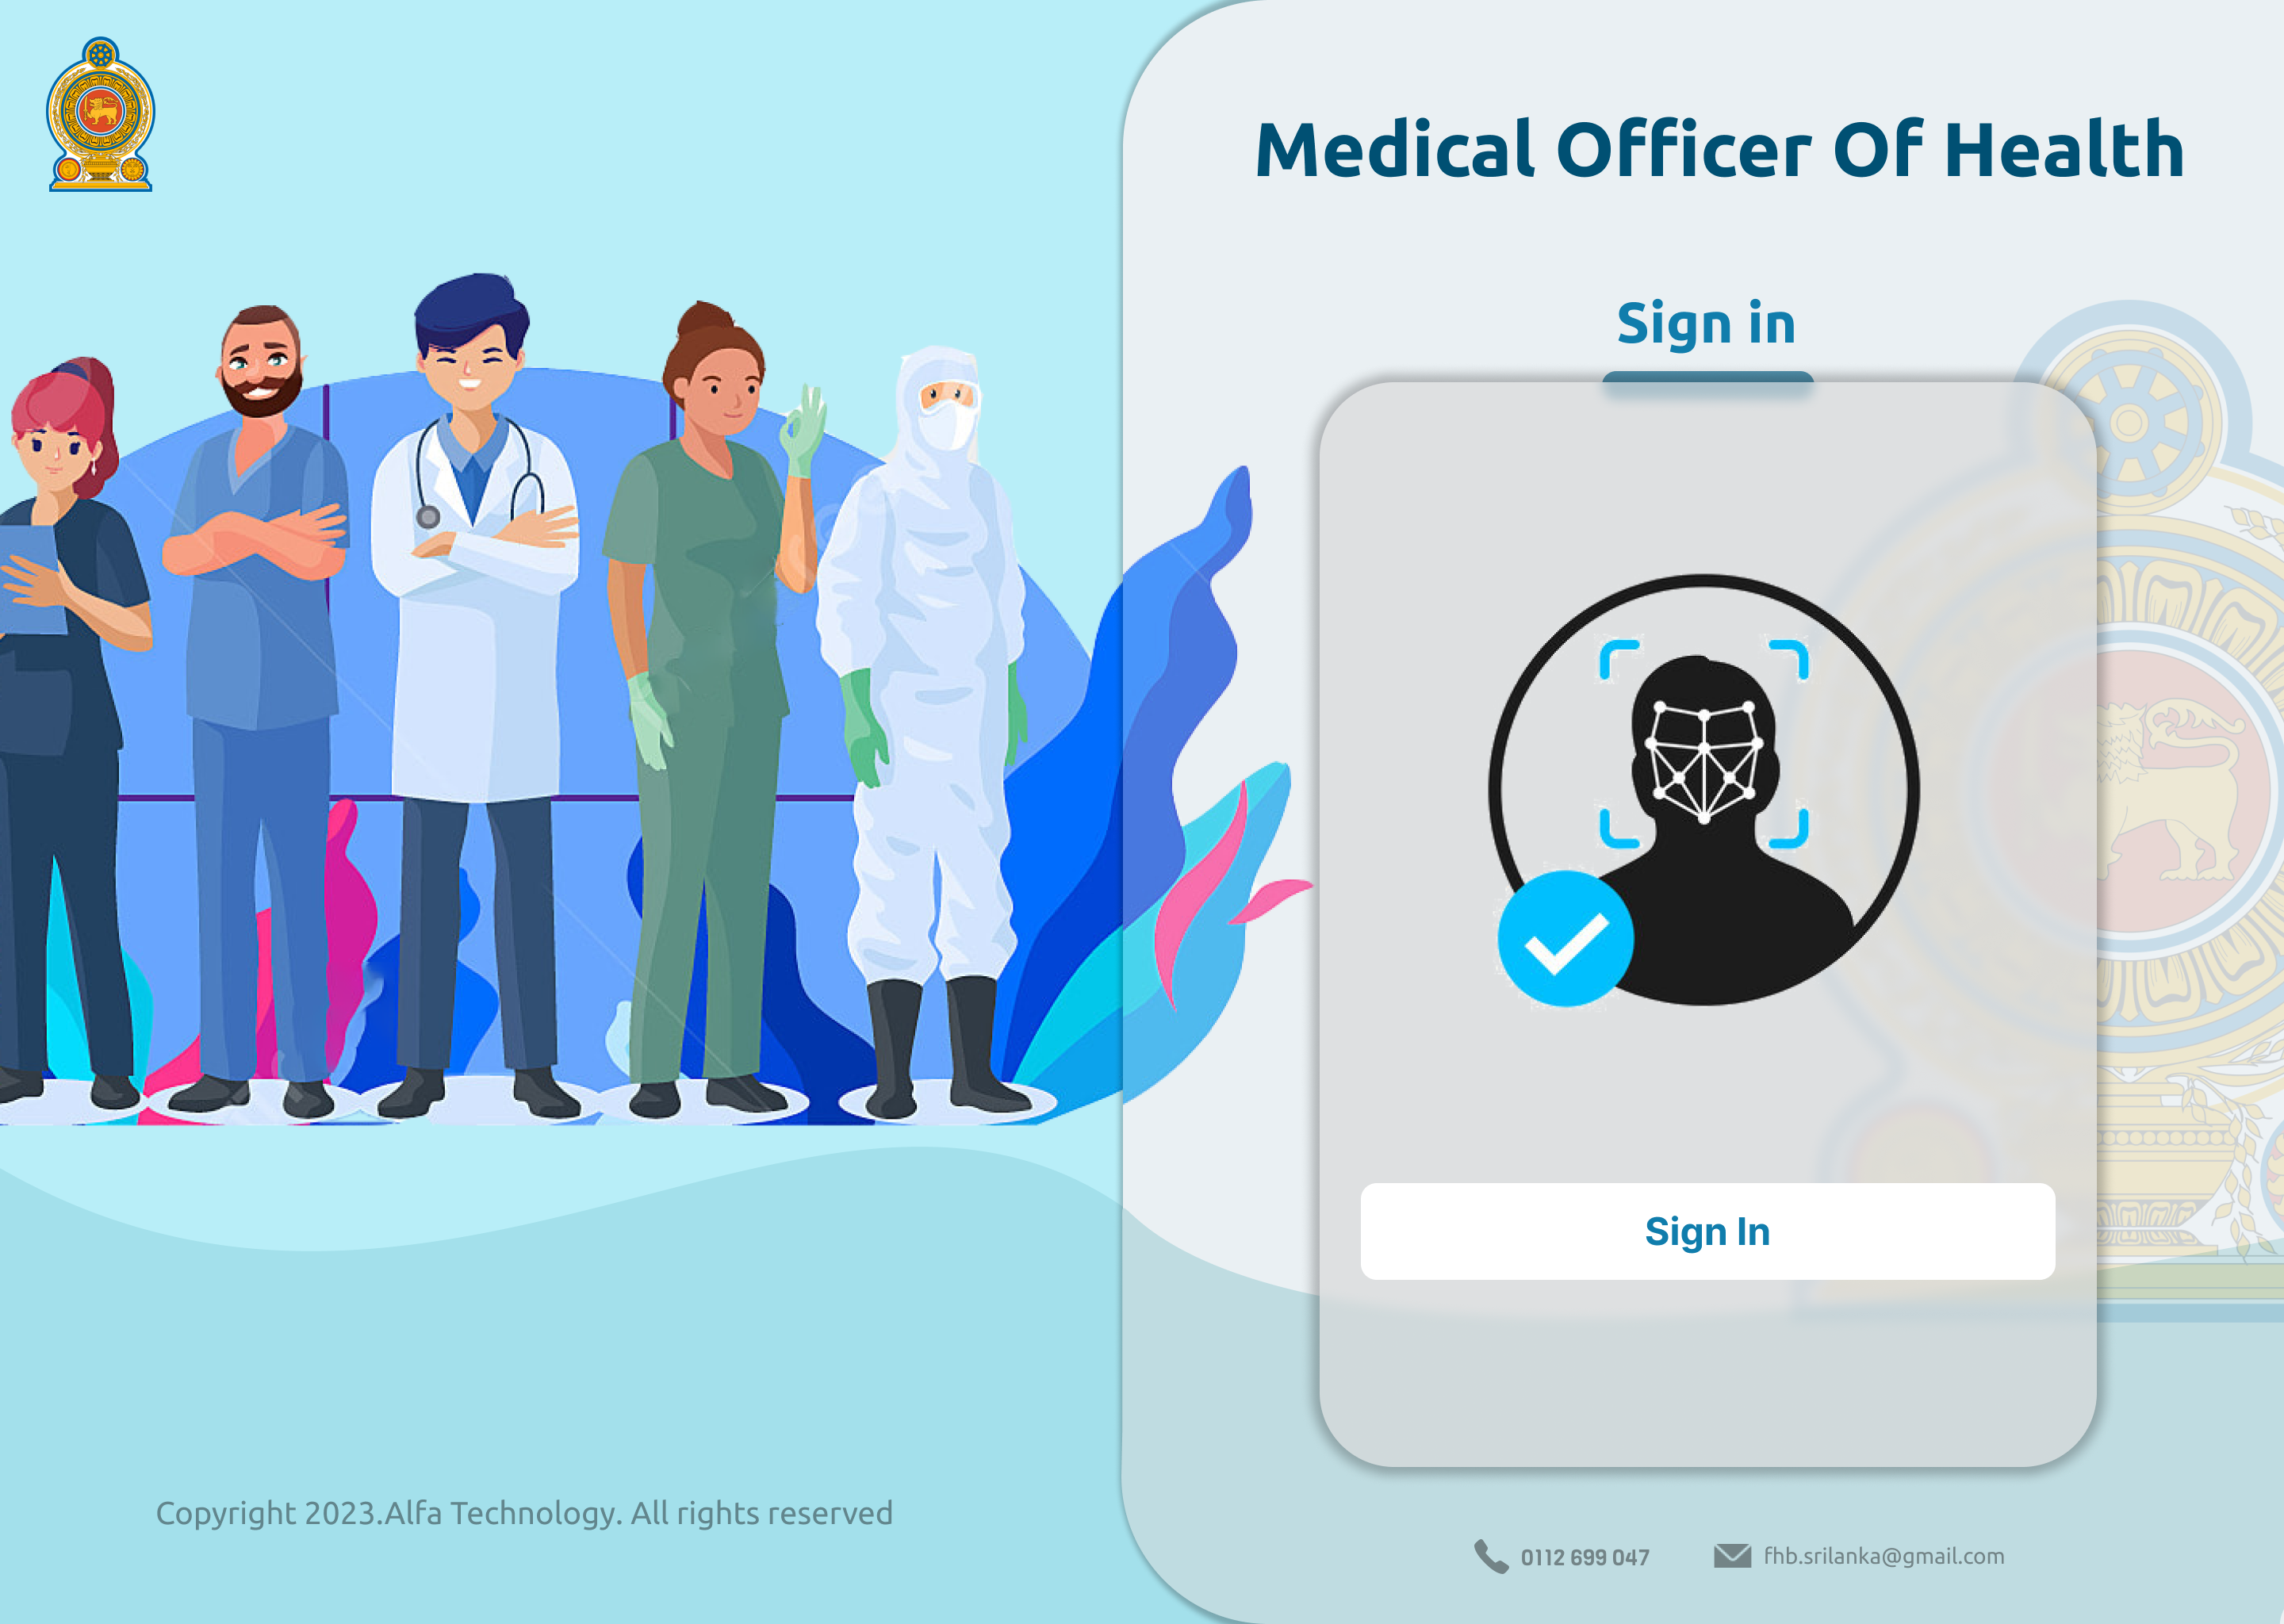 Medical Officer Of Health
Sign in
Sign In
Copyright 2023.Alfa Technology. All rights reserved
0112 699 047
fhb.srilanka@gmail.com